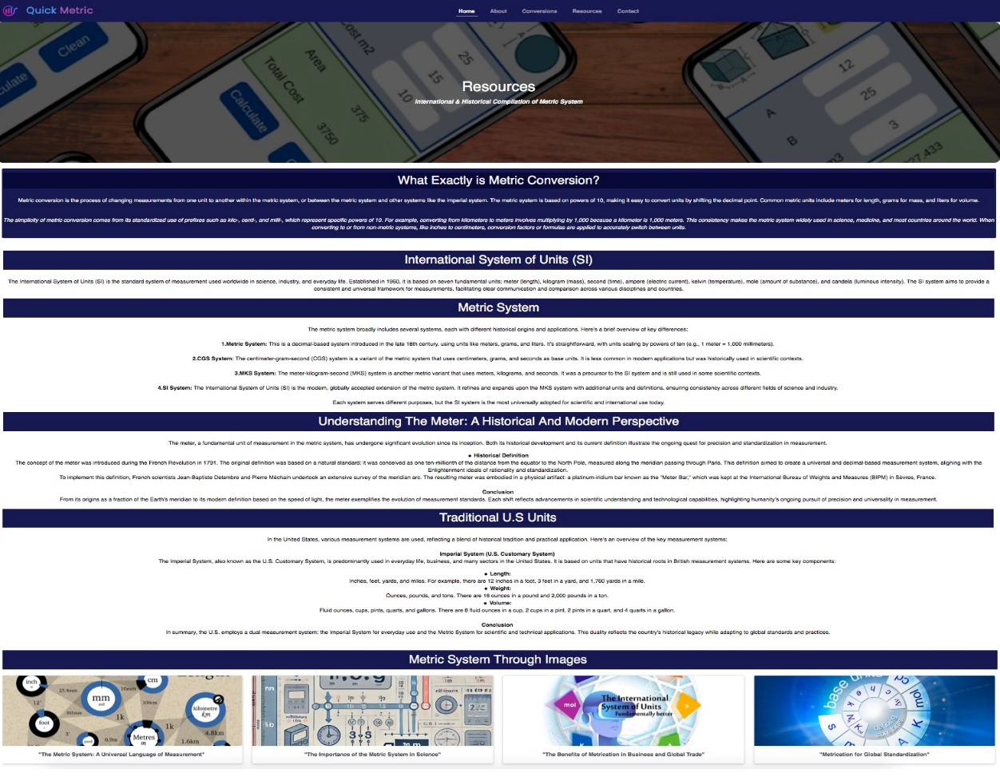 Quick Metric
Home About Conversions Resources Contact
Clean
Calculate
Total Cost
Area
Cost m2
375
3750
10
15
25
A
B
12
25
3
Resources
International & Historical Compilation of Metric System
What Exactly is Metric Conversion?
Metric conversion is the process of changing measurements from one unit to another within the metric system, or between the metric system and other systems like the imperial system. The metric system is based on powers of 10, making it easy to convert units by shifting the decimal point. Common metric units include meters for length, grams for mass, and liters for volume.
The simplicity of metric conversion comes from its standardized use of prefixes such as kilo-, centi-, and milli-, which represent specific powers of 10. For example, converting from kilometers to meters involves multiplying by 1,000 because a kilometer is 1,000 meters. This consistency makes the metric system widely used in science, medicine, and most countries around the world. When
converting to or from non-metric systems, like inches to centimeters, conversion factors or formulas are applied to accurately switch between units.
International System of Units (SI)
The International System of Units (SI) is the standard system of measurement used worldwide in science, industry, and everyday life. Established in 1960, it is based on seven fundamental units: meter (length), kilogram (mass), second (time), ampere (electric current), kelvin (temperature), mole (amount of substance), and candela (luminous intensity). The SI system aims to provide a
consistent and universal framework for measurements, facilitating clear communication and comparison across various disciplines and countries.
Metric System
The metric system broadly includes several systems, each with different historical origins and applications. Here's a brief overview of key differences:
1.Metric System: This is a decimal-based system introduced in the late 18th century, using units like meters, grams, and liters. It's straightforward, with units scaling by powers of ten (e.g., 1 meter = 1,000 millimeters).
2.CGS System: The centimeter-gram-second (CGS) system is a variant of the metric system that uses centimeters, grams, and seconds as base units. It is less common in modern applications but was historically used in scientific contexts.
3.MKS System: The meter-kilogram-second (MKS) system is another metric variant that uses meters, kilograms, and seconds. It was a precursor to the SI system and is still used in some scientific contexts.
4.SI System: The International System of Units (SI) is the modern, globally accepted extension of the metric system. It refines and expands upon the MKS system with additional units and definitions, ensuring consistency across different fields of science and industry.
Each system serves different purposes, but the SI system is the most universally adopted for scientific and international use today.
Understanding The Meter: A Historical And Modern Perspective
The meter, a fundamental unit of measurement in the metric system, has undergone significant evolution since its inception. Both its historical development and its current definition illustrate the ongoing quest for precision and standardization in measurement.
• Historical Definition
The concept of the meter was introduced during the French Revolution in 1791. The original definition was based on a natural standard: it was conceived as one ten-millionth of the distance from the equator to the North Pole, measured along the meridian passing through Paris. This definition aimed to create a universal and decimal-based measurement system, aligning with the
Enlightenment ideals of rationality and standardization.
To implement this definition, French scientists Jean-Baptiste Delambre and Pierre Méchain undertook an extensive survey of the meridian arc. The resulting meter was embodied in a physical artifact: a platinum-iridium bar known as the "Meter Bar," which was kept at the International Bureau of Weights and Measures (BIPM) in Sèvres, France.
Conclusion
From its origins as a fraction of the Earth's meridian to its modern definition based on the speed of light, the meter exemplifies the evolution of measurement standards. Each shift reflects advancements in scientific understanding and technological capabilities, highlighting humanity's ongoing pursuit of precision and universality in measurement.
Traditional U.S Units
In the United States, various measurement systems are used, reflecting a blend of historical tradition and practical application. Here's an overview of the key measurement systems:
Imperial System (U.S. Customary System)
The Imperial System, also known as the U.S. Customary System, is predominantly used in everyday life, business, and many sectors in the United States. It is based on units that have historical roots in British measurement systems. Here are some key components:
• Length:
Inches, feet, yards, and miles. For example, there are 12 inches in a foot, 3 feet in a yard, and 1,760 yards in a mile.
• Weight:
Ounces, pounds, and tons. There are 16 ounces in a pound and 2,000 pounds in a ton.
• Volume:
Fluid ounces, cups, pints, quarts, and gallons. There are 8 fluid ounces in a cup, 2 cups in a pint, 2 pints in a quart, and 4 quarts in a gallon.
Conclusion
In summary, the U.S. employs a dual measurement system: the Imperial System for everyday use and the Metric System for scientific and technical applications. This duality reflects the country's historical legacy while adapting to global standards and practices.
Metric System Through Images
inch
12'
foot
3'
25.4mm
305mm
mm
10mm
cm
100cm
1k
0.9m
Metres
m
1k
1.6km
kilometre
km
4.8km
mol
The International
System of Units
Fundamentally better
base units
cd
mol
K
"The Metric System: A Universal Language of Measurement"
"The Importance of the Metric System in Science"
"The Benefits of Metrication in Business and Global Trade"
"Metrication for Global Standardization"